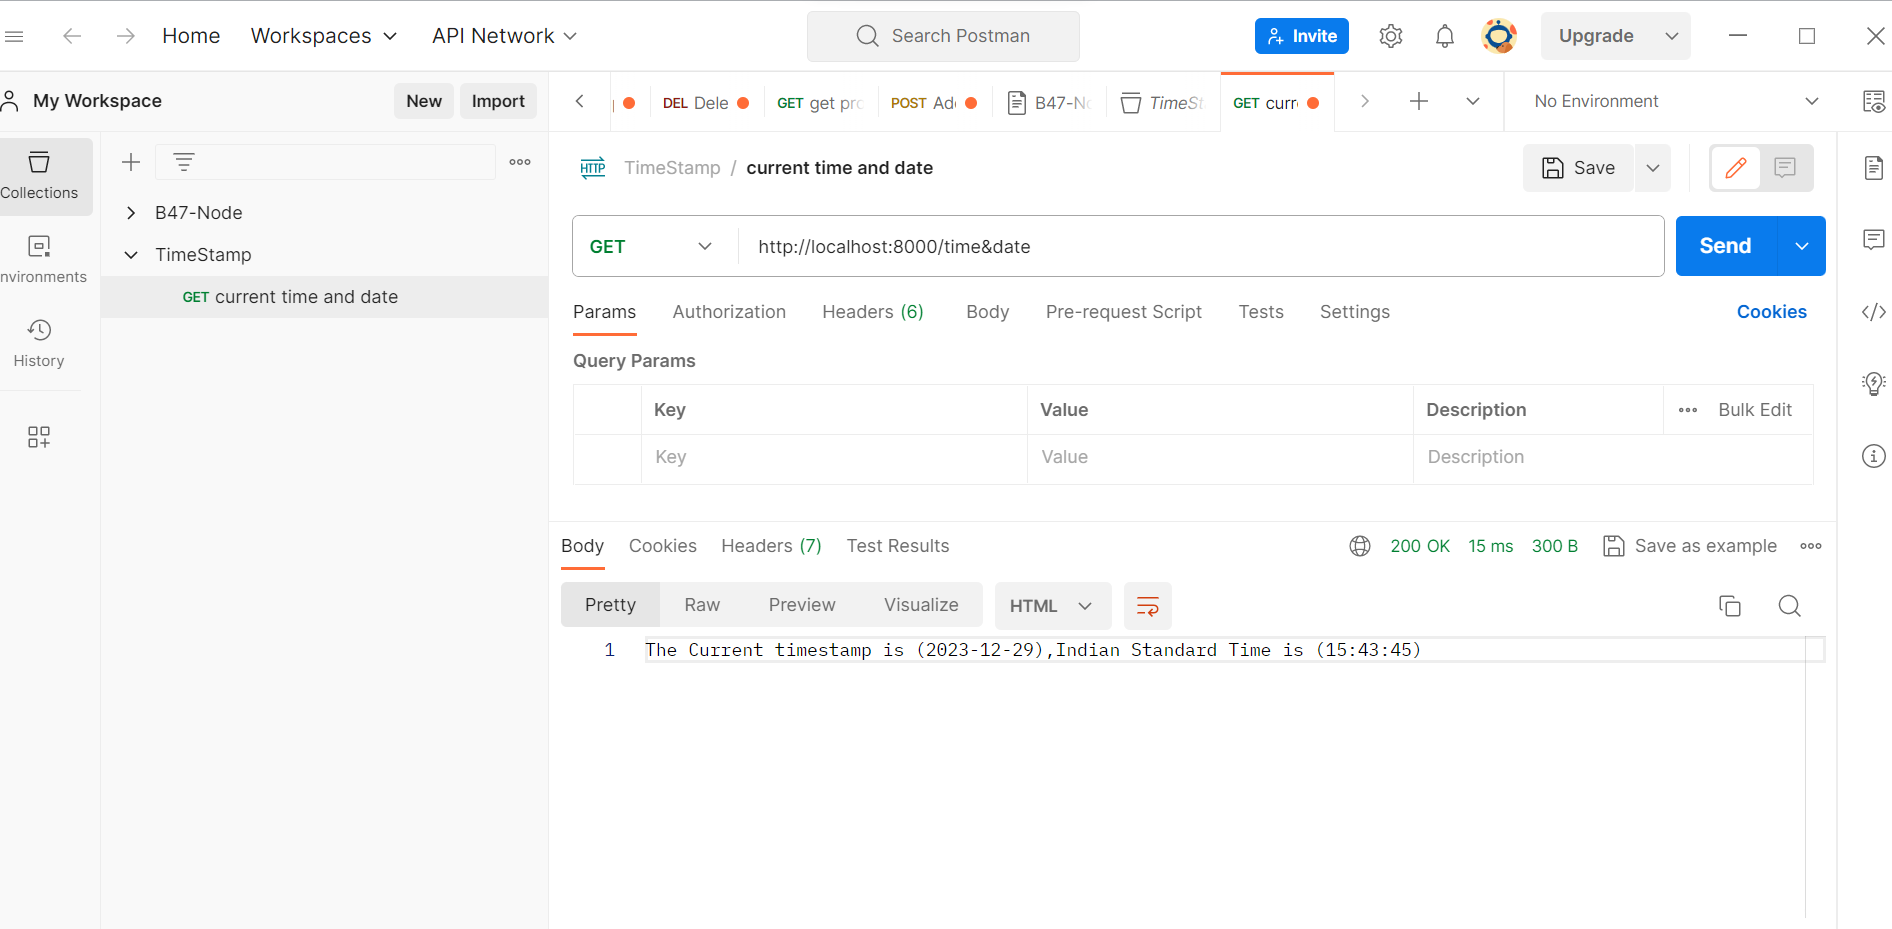 Home Workspaces API Network Search Postman Invite Upgrade
My Workspace New Import
DEL Dele GET get pro POST Ad B47-No TimeSt GET curr No Environment
Collections
B47-Node
TimeStamp
GET current time and date
nvironments
History
HTTP TimeStamp / current time and date Save
GET http://localhost:8000/time&date Send
Params Authorization Headers (6) Body Pre-request Script Tests Settings Cookies
Query Params
Key Value Description Bulk Edit
Key Value Description
Body Cookies Headers (7) Test Results 200 OK 15 ms 300 B Save as example
Pretty Raw Preview Visualize HTML
1 The Current timestamp is (2023-12-29),Indian Standard Time is (15:43:45)